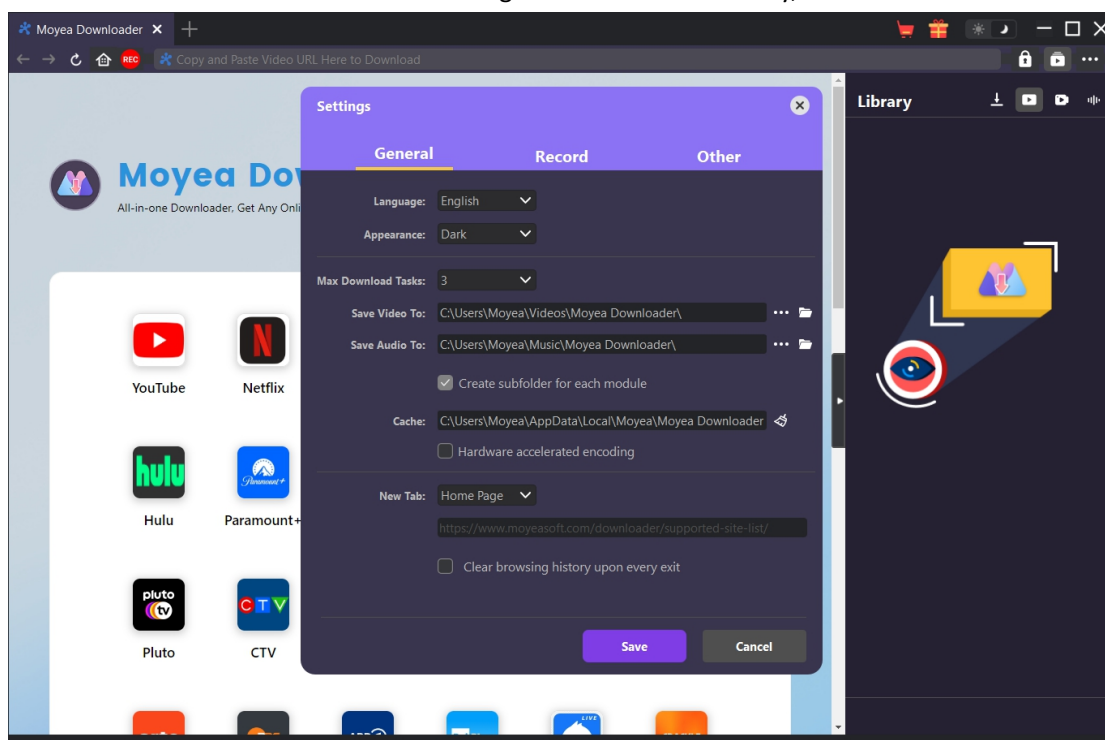 Moyea Downloader
REC
Copy and Paste Video URL Here to Download
Settings
General Record Other
Library
Moyea Dow
All-in-one Downloader. Get Any Onli
Language: English
Appearance: Dark
Max Download Tasks: 3
Save Video To: C:\Users\Moyea\Videos\Moyea Downloader\
Save Audio To: C:\Users\Moyea\Music\Moyea Downloader\
Create subfolder for each module
Cache: C:\Users\Moyea\AppData\Local\Moyea\Moyea Downloader
Hardware accelerated encoding
New Tab: Home Page
https://www.moyeasoft.com/downloader/supported-site-list/
Clear browsing history upon every exit
Save Cancel
N
YouTube Netflix
hulu Paramount+
Hulu Paramount+
pluto tv CTV
Pluto CTV
LIVE